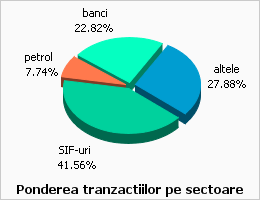 banci
22.82%
petrol
7.74%
altele
27.88%
SIF-uri
41.56%
Ponderea tranzactiilor pe sectoare